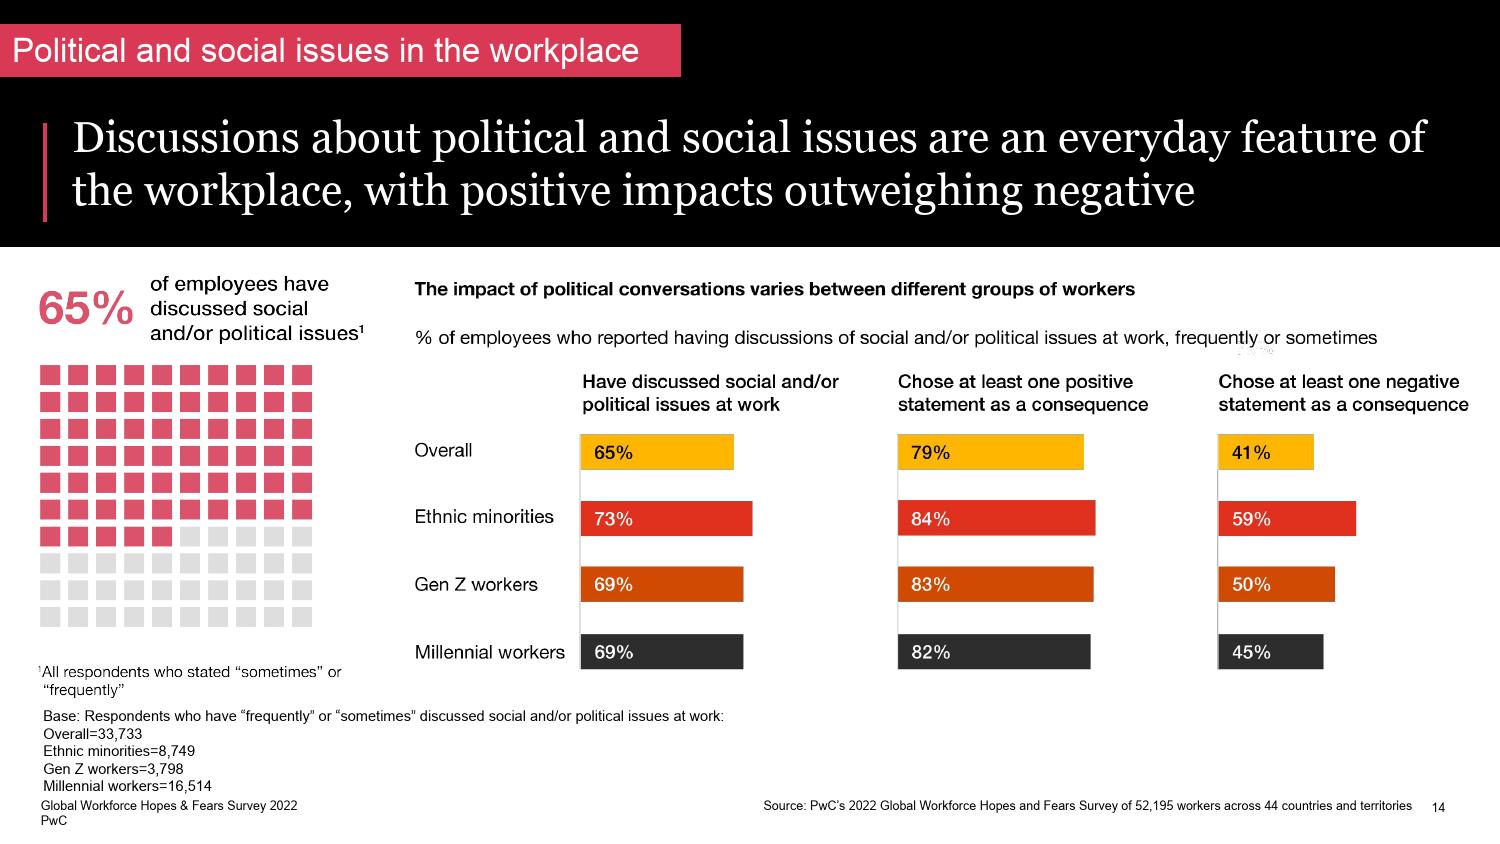 Political and social issues in the workplace
Discussions about political and social issues are an everyday feature of
the workplace, with positive impacts outweighing negative
65%
of employees have
discussed social
and/or political issues¹
¹All respondents who stated “sometimes” or
“frequently”
The impact of political conversations varies between different groups of workers
% of employees who reported having discussions of social and/or political issues at work, frequently or sometimes
Have discussed social and/or
political issues at work
Chose at least one positive
statement as a consequence
Chose at least one negative
statement as a consequence
Overall
65%
79%
41%
Ethnic minorities
73%
84%
59%
Gen Z workers
69%
83%
50%
Millennial workers
69%
82%
45%
Base: Respondents who have “frequently” or “sometimes” discussed social and/or political issues at work:
Overall=33,733
Ethnic minorities=8,749
Gen Z workers=3,798
Millennial workers=16,514
Global Workforce Hopes & Fears Survey 2022
PwC
Source: PwC’s 2022 Global Workforce Hopes and Fears Survey of 52,195 workers across 44 countries and territories
14